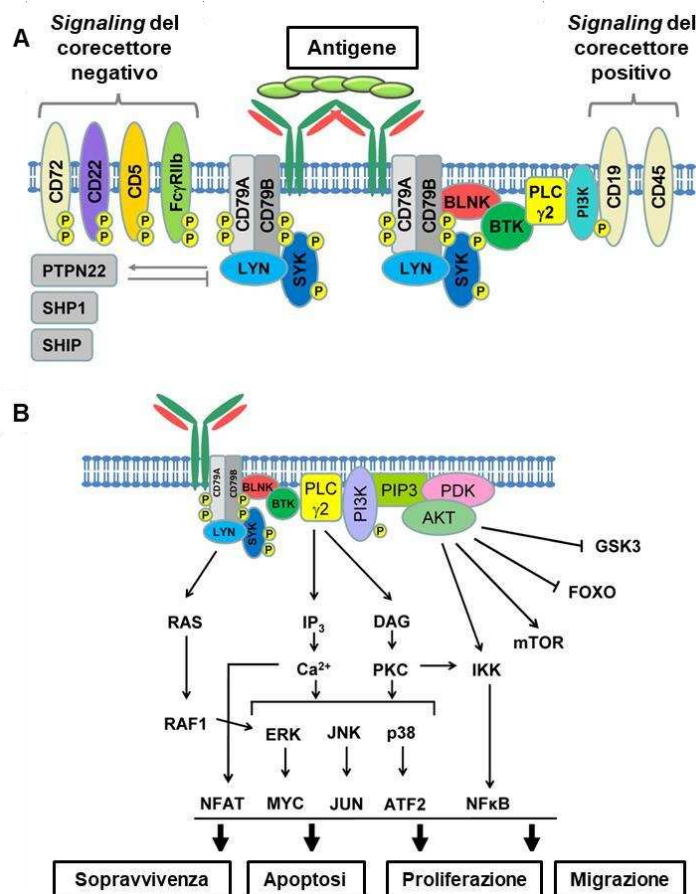 A
Signaling del
corecettore
negativo
Antigene
Signaling del
corecettore
positivo
CD72
CD22
CD5
FcγRIIb
P P P P
P P P P
CD79A
CD79B
P P
P P
LYN
SYK
P
P
CD79A
CD79B
P P
P
LYN
SYK
P
P
BLNK
BTK
PLC
γ2
PI3K
P
CD19
CD45
PTPN22
SHP1
SHIP
B
CD79A
CD79B
P P
P P
LYN
SYK
P
P
BLNK
BTK
PLC
γ2
PI3K
P
PIP3
PDK
AKT
GSK3
FOXO
mTOR
RAS
IP3
DAG
Ca2+
PKC
IKK
RAF1
ERK
JNK
p38
NFAT
MYC
JUN
ATF2
NFκB
Sopravvivenza
Apoptosi
Proliferazione
Migrazione